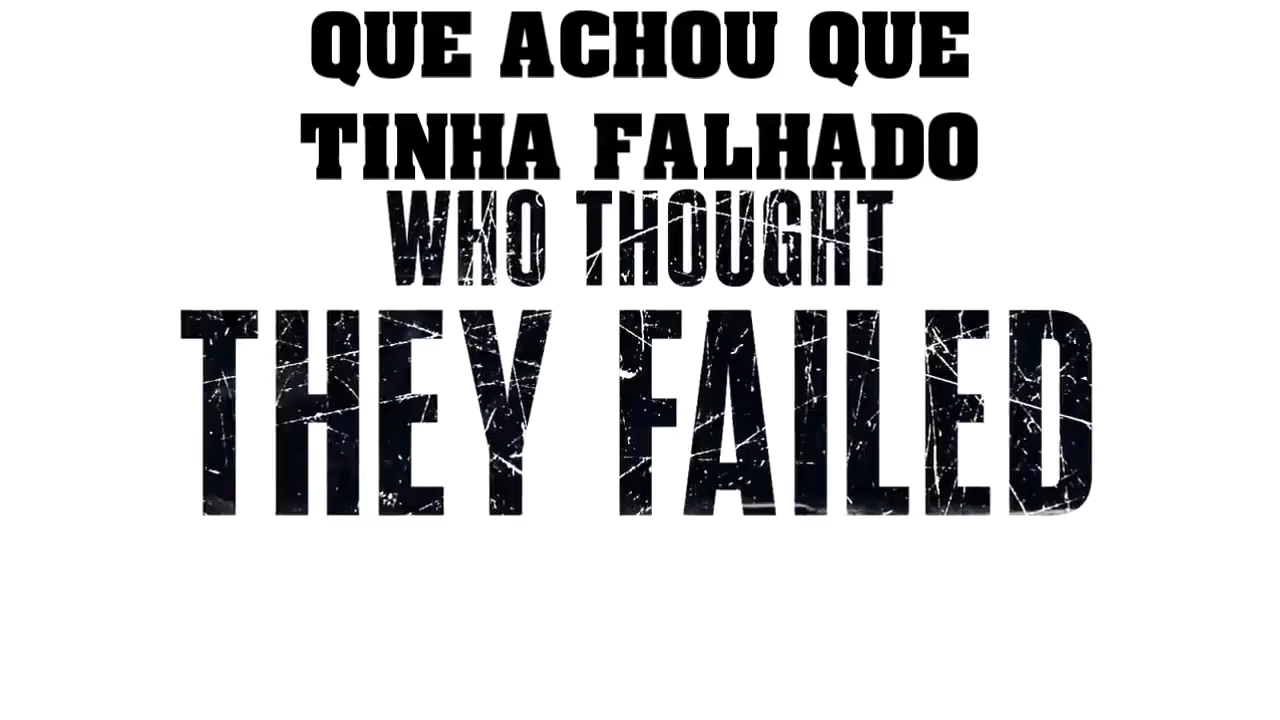 QUE ACHOU QUE
TINHA FALHADO
WHO THOUGHT
THEY FAILED